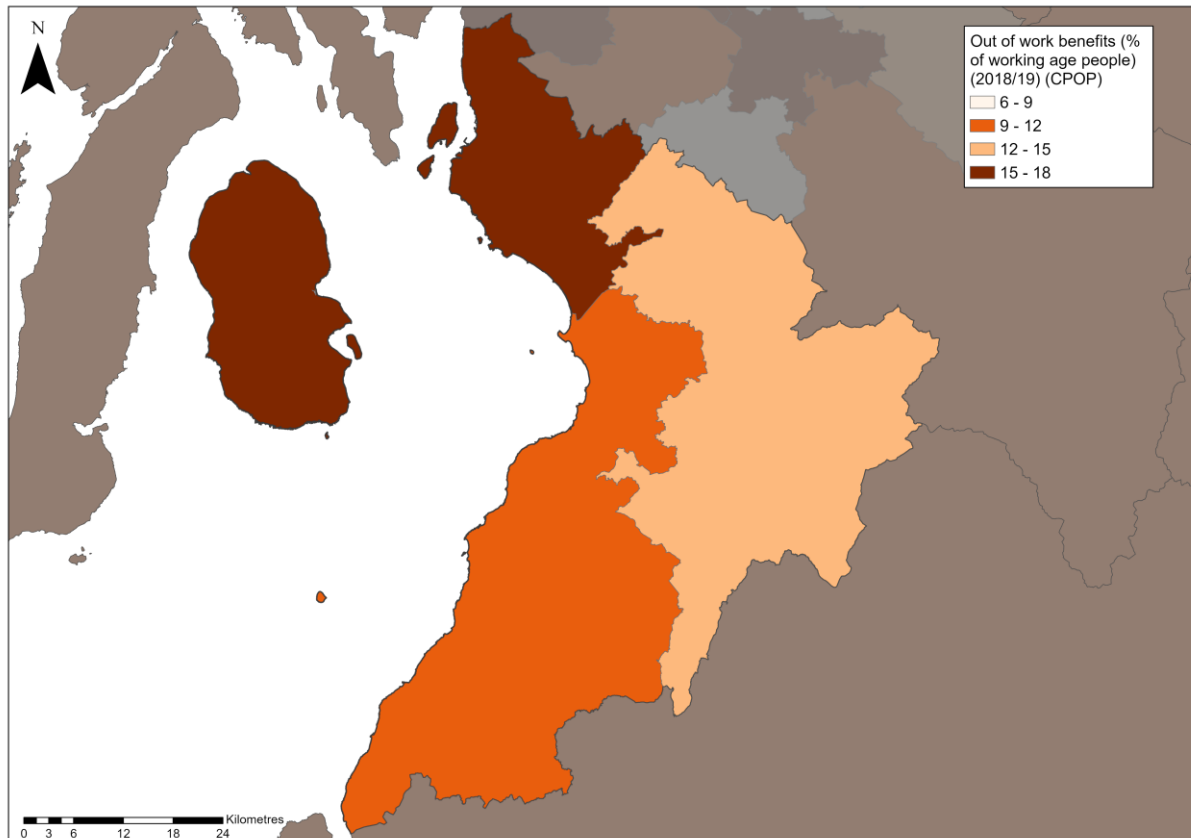 N
Out of work benefits (%
of working age people)
(2018/19) (CPOP)
6 - 9
9 - 12
12 - 15
15 - 18
Kilometres
0 3 6 12 18 24